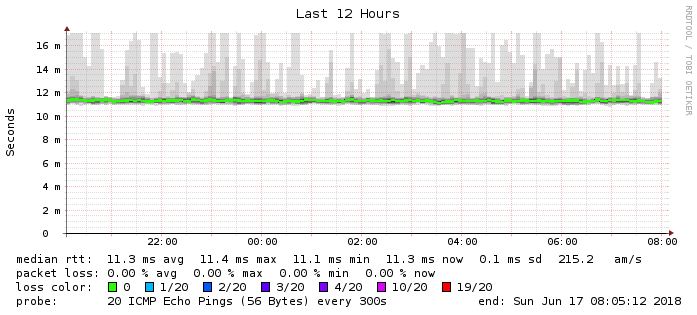 Last 12 Hours
RRDTOOL / TOBI OETIKER
Seconds
16 m
14 m
12 m
10 m
8 m
6 m
4 m
2 m
0
22:00 00:00 02:00 04:00 06:00 08:00
median rtt: 11.3 ms avg 11.4 ms max 11.1 ms min 11.3 ms now 0.1 ms sd 215.2 am/s
packet loss: 0.00 % avg 0.00 % max 0.00 % min 0.00 % now
loss color: 0 1/20 2/20 3/20 4/20 10/20 19/20
probe: 20 ICMP Echo Pings (56 Bytes) every 300s end: Sun Jun 17 08:05:12 2018